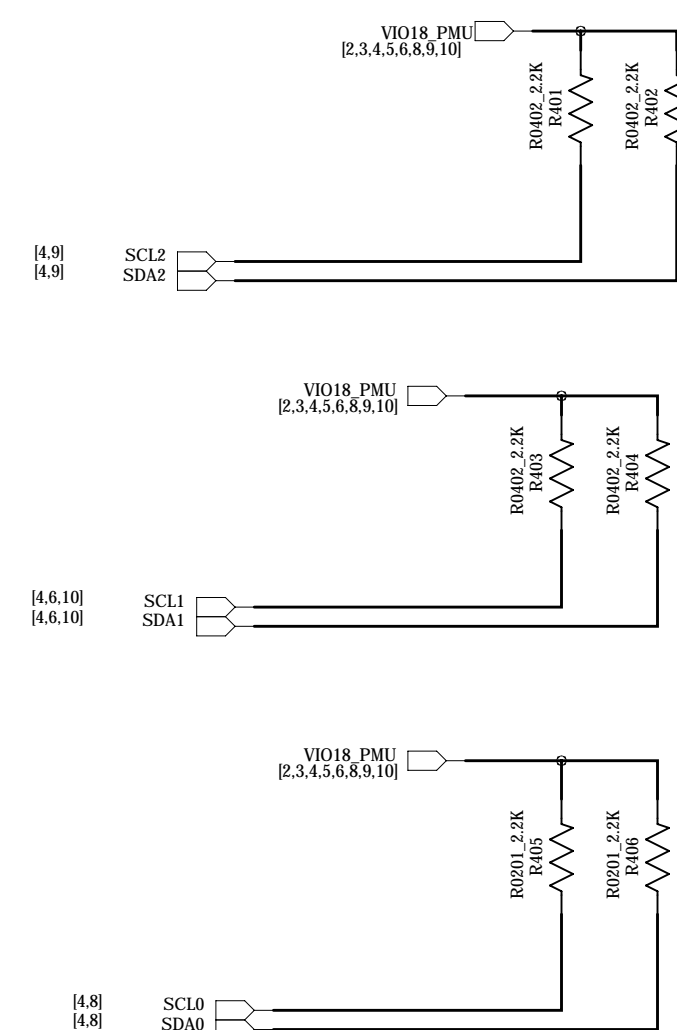 VIO18_PMU
[2,3,4,5,6,8,9,10]
R0402_2.2K
R401
R0402_2.2K
R402
[4,9] SCL2
[4,9] SDA2
VIO18_PMU
[2,3,4,5,6,8,9,10]
R0402_2.2K
R403
R0402_2.2K
R404
[4,6,10] SCL1
[4,6,10] SDA1
VIO18_PMU
[2,3,4,5,6,8,9,10]
R0201_2.2K
R405
R0201_2.2K
R406
[4,8] SCL0
[4,8] SDA0